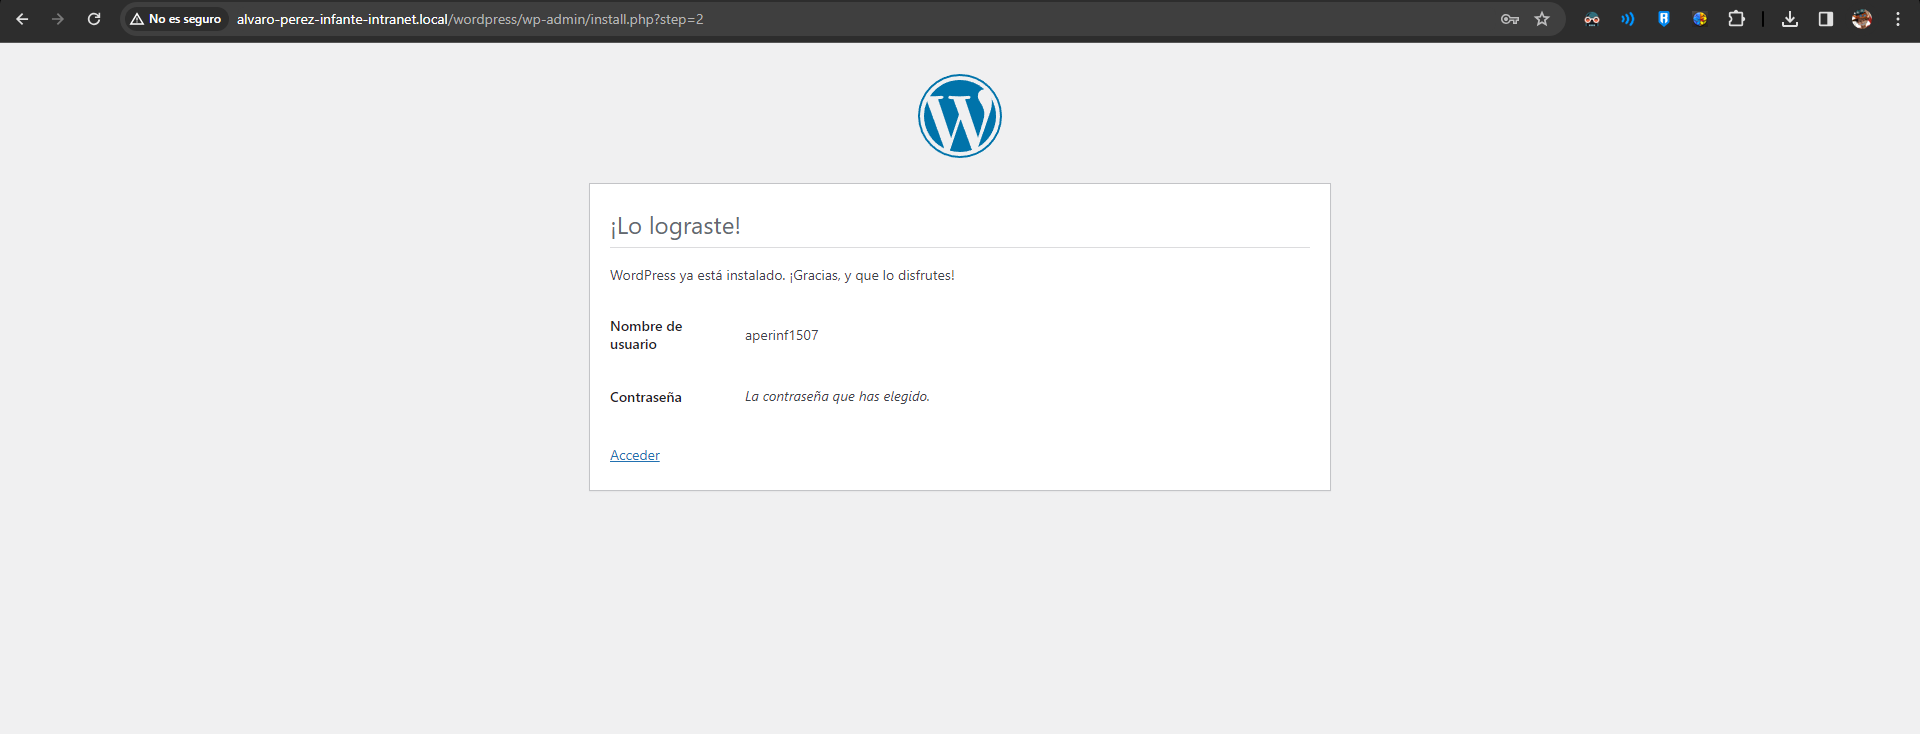 No es seguro alvaro-perez-infante-intranet.local/wordpress/wp-admin/install.php?step=2
¡Lo lograste!
WordPress ya está instalado. ¡Gracias, y que lo disfrutes!
Nombre de
usuario
aperinf1507
Contraseña
La contraseña que has elegido.
Acceder